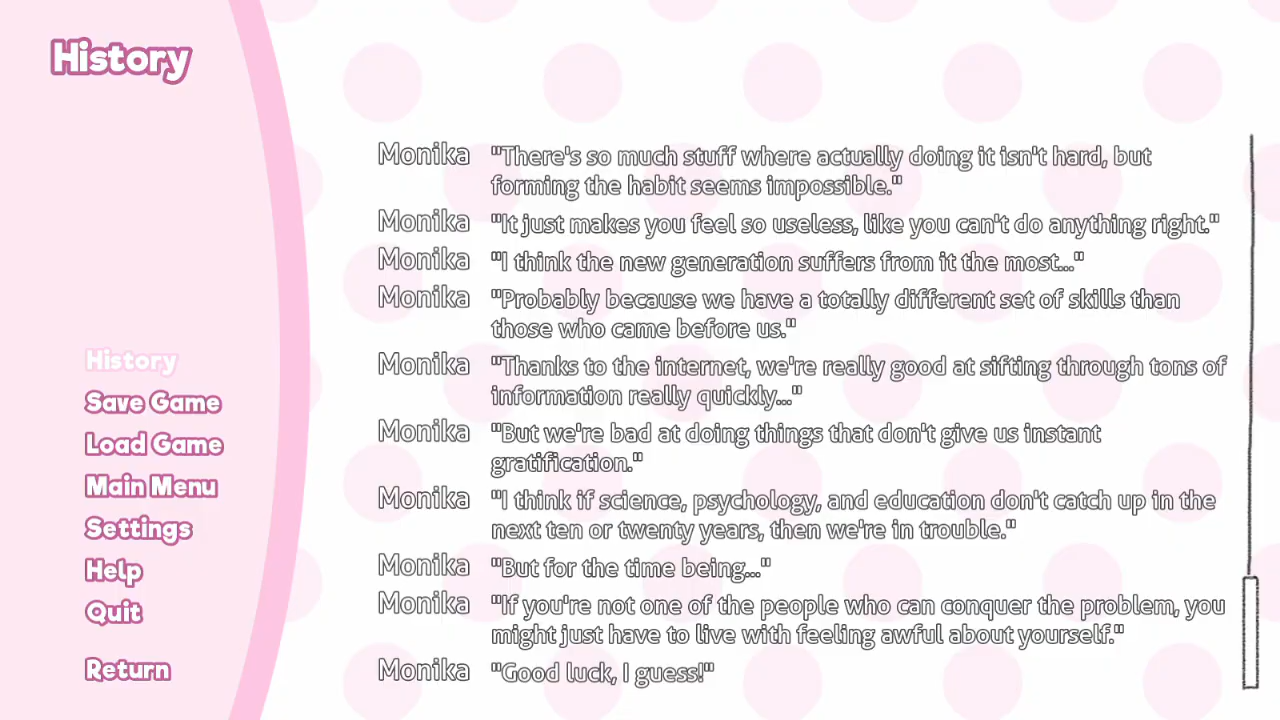 History
Monika "There's so much stuff where actually doing it isn't hard, but
forming the habit seems impossible."
Monika "It just makes you feel so useless, like you can't do anything right."
Monika "I think the new generation suffers from it the most..."
Monika "Probably because we have a totally different set of skills than
those who came before us."
Monika "Thanks to the internet, we're really good at sifting through tons of
information really quickly..."
Monika "But we're bad at doing things that don't give us instant
gratification."
Monika "I think if science, psychology, and education don't catch up in the
next ten or twenty years, then we're in trouble."
Monika "But for the time being..."
Monika "If you're not one of the people who can conquer the problem, you
might just have to live with feeling awful about yourself."
Monika "Good luck, I guess!"
History
Save Game
Load Game
Main Menu
Settings
Help
Quit
Return